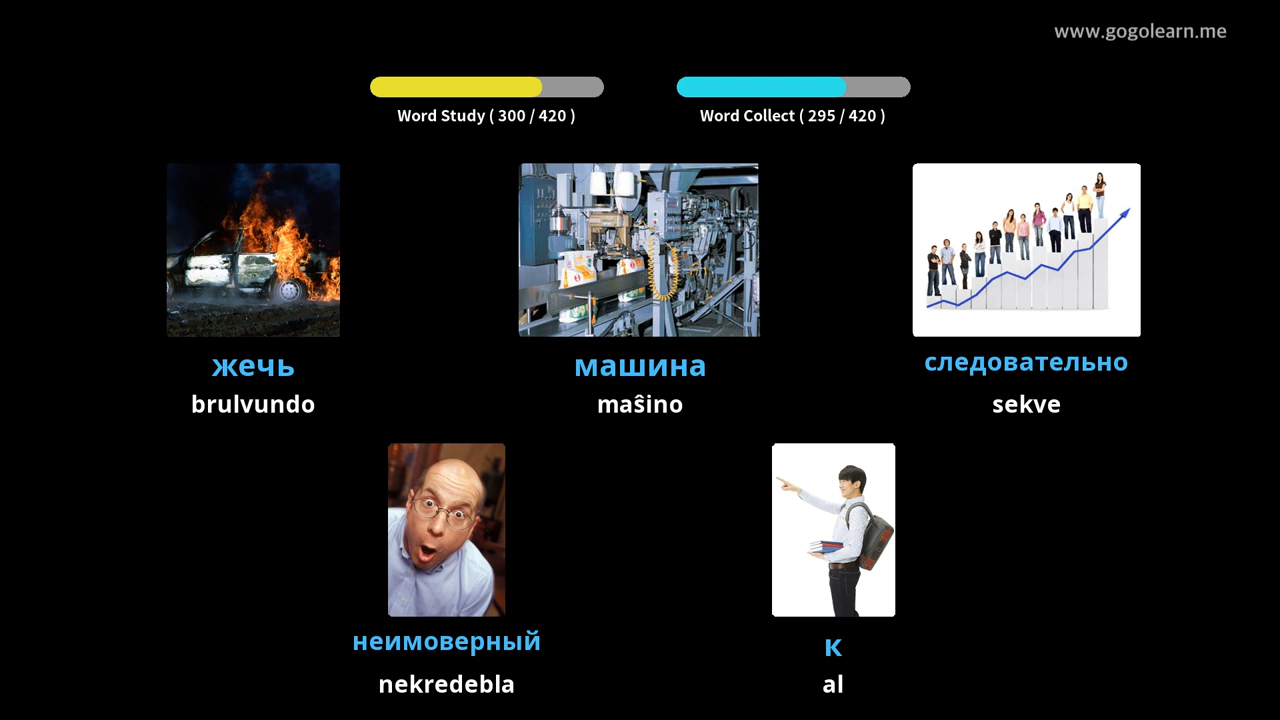 www.gogolearn.me
Word Study ( 300 / 420 )
Word Collect ( 295 / 420 )
жечь
brulvundo
машина
maŝino
следовательно
sekve
неимоверный
nekredebla
к
al